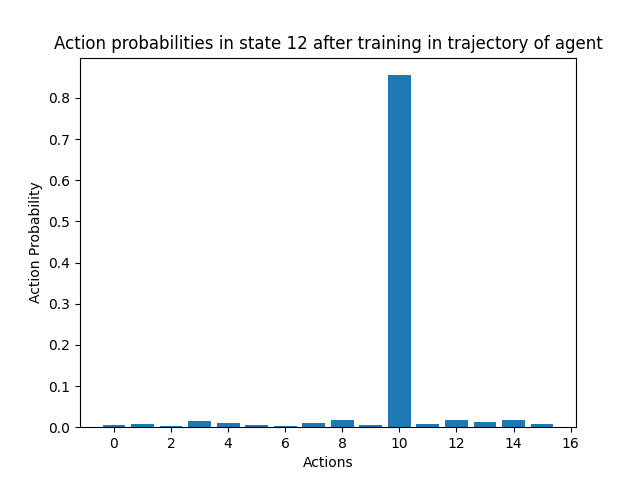 Action probabilities in state 12 after training in trajectory of agent
Action Probability
0.8
0.7
0.6
0.5
0.4
0.3
0.2
0.1
0.0
0 2 4 6 8 10 12 14 16
Actions